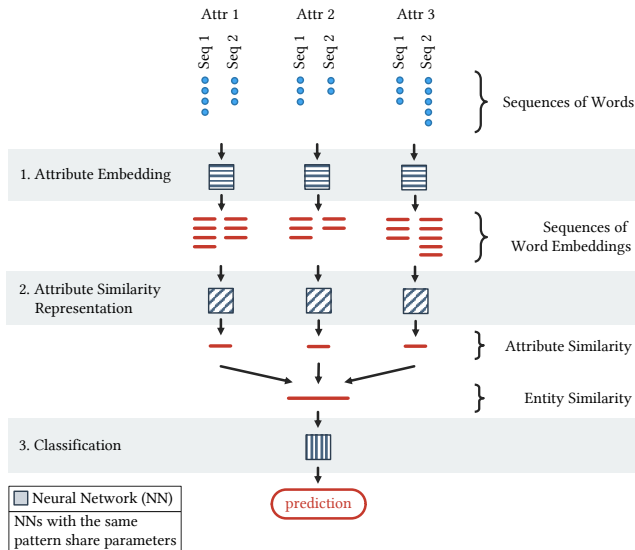 Attr 1 Attr 2 Attr 3
Seq 1 Seq 2 Seq 1 Seq 2 Seq 1 Seq 2
Sequences of Words
1. Attribute Embedding
Sequences of
Word Embeddings
2. Attribute Similarity
Representation
Attribute Similarity
Entity Similarity
3. Classification
Neural Network (NN)
NNs with the same
pattern share parameters
prediction